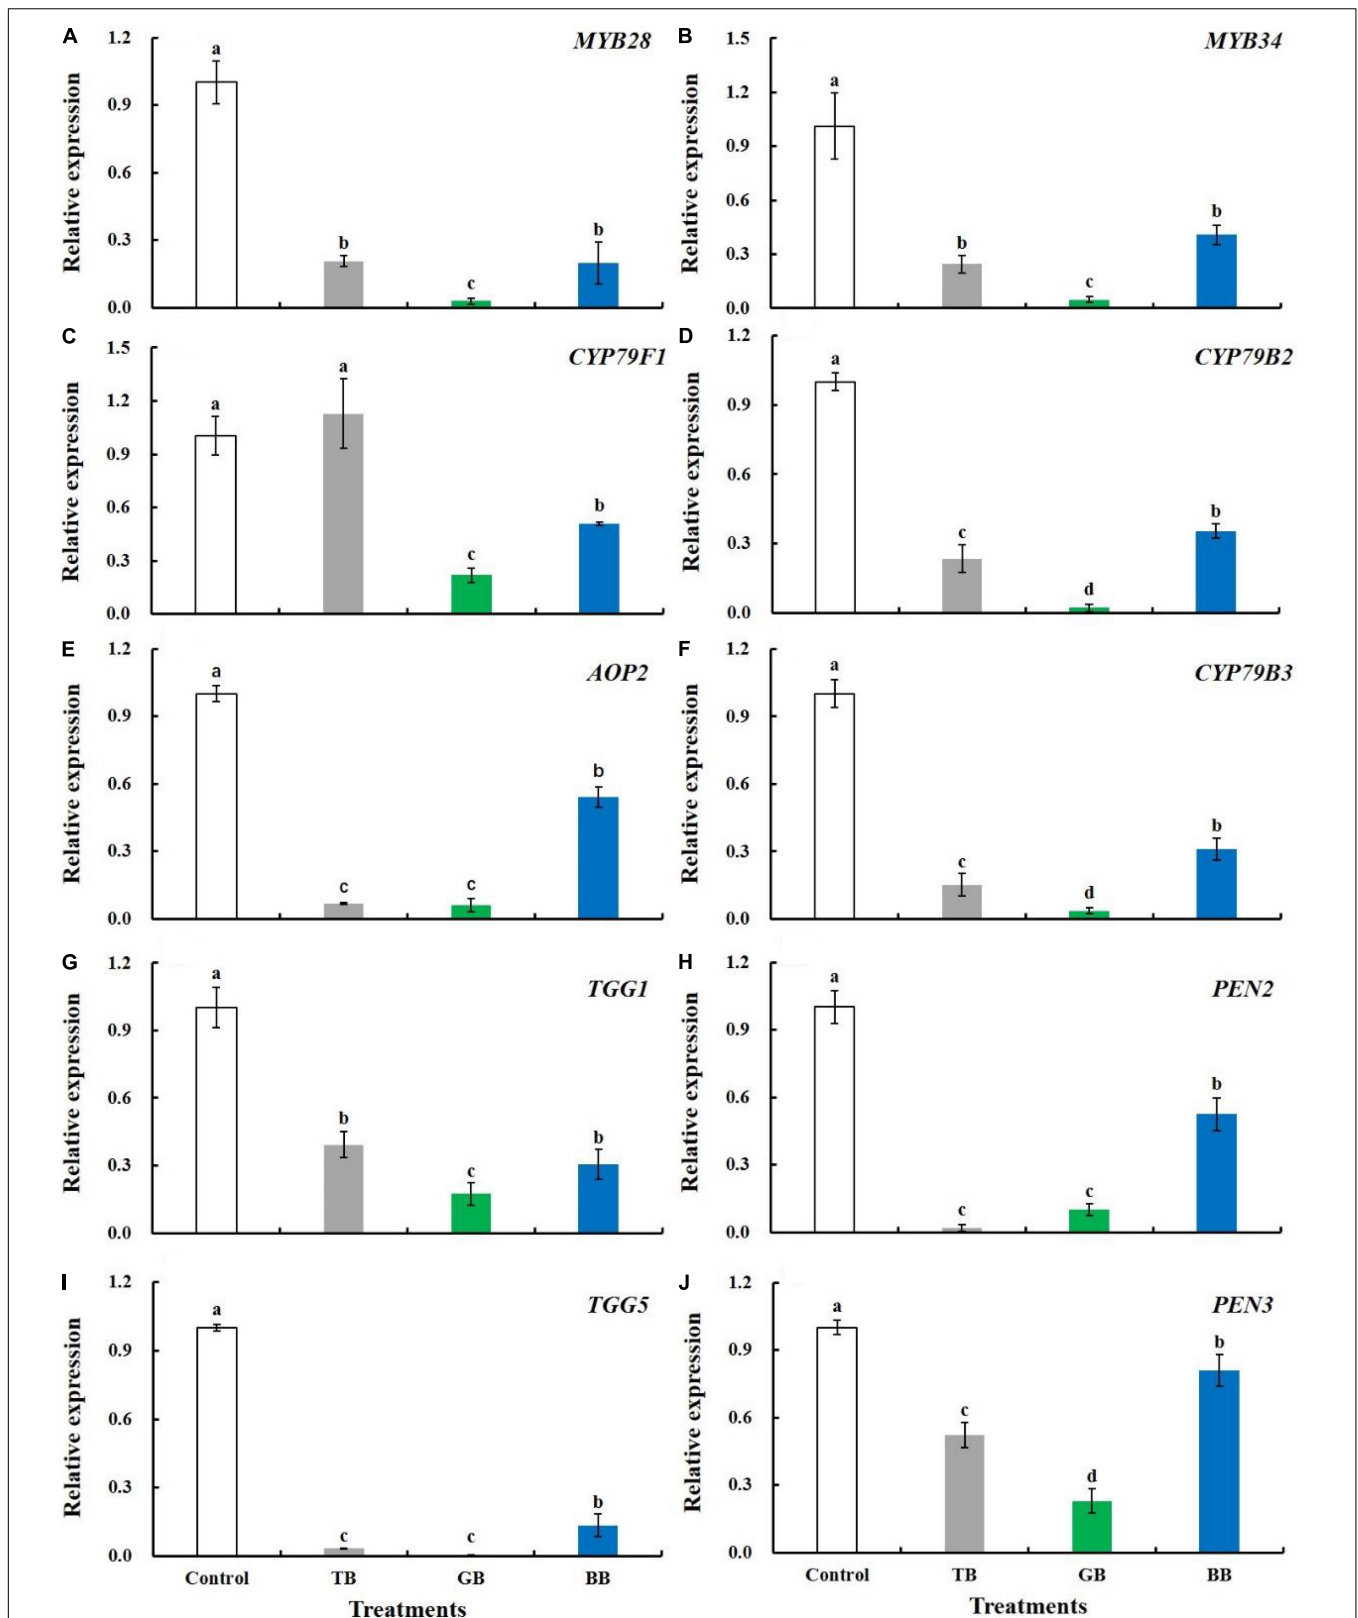 A
MYB28
Relative expression
1.2
0.9
0.6
0.3
0.0
a
b
c
b
B
MYB34
Relative expression
1.5
1.2
0.9
0.6
0.3
0.0
a
b
c
b
C
CYP79F1
Relative expression
1.5
1.2
0.9
0.6
0.3
0.0
a
a
c
b
D
CYP79B2
Relative expression
1.2
0.9
0.6
0.3
0.0
a
c
d
b
E
AOP2
Relative expression
1.2
0.9
0.6
0.3
0.0
a
c
c
b
F
CYP79B3
Relative expression
1.2
0.9
0.6
0.3
0.0
a
c
d
b
G
TGG1
Relative expression
1.2
0.9
0.6
0.3
0.0
a
b
c
b
H
PEN2
Relative expression
1.2
0.9
0.6
0.3
0.0
a
c
c
b
I
TGG5
Relative expression
1.2
0.9
0.6
0.3
0.0
a
c
c
b
Control TB GB BB
Treatments
J
PEN3
Relative expression
1.2
0.9
0.6
0.3
0.0
a
c
d
b
Control TB GB BB
Treatments